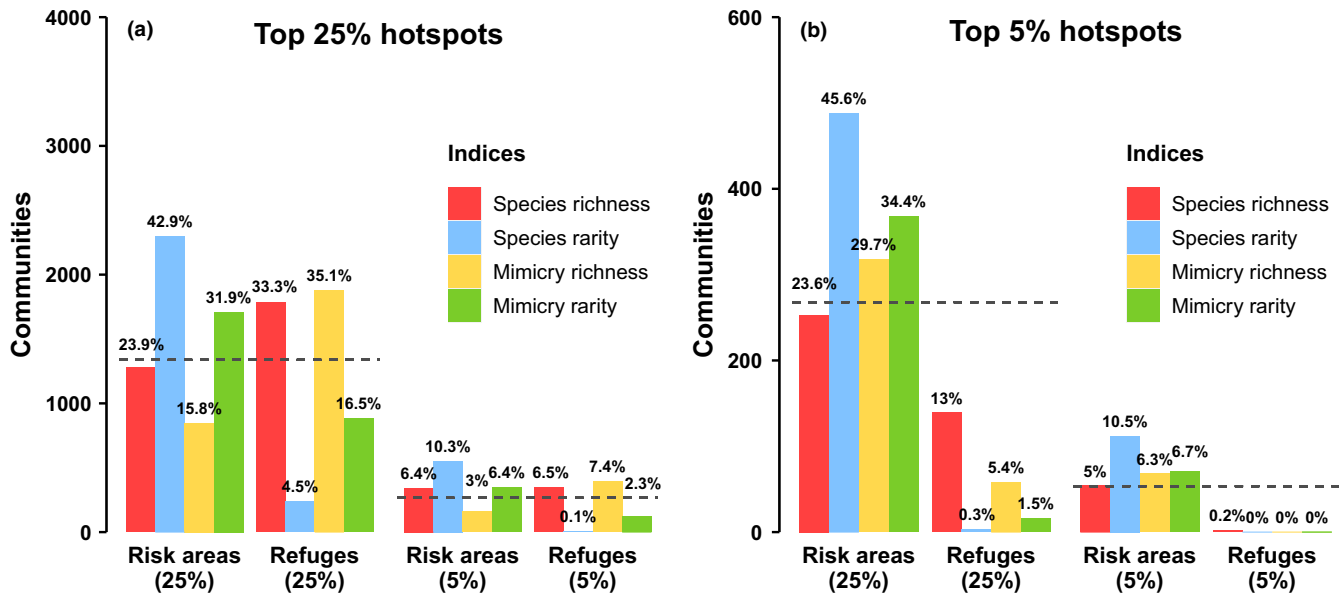 (a)
Top 25% hotspots
Communities
4000
3000
2000
1000
0
23.9%
42.9%
15.8%
31.9%
33.3%
4.5%
35.1%
16.5%
6.4%
10.3%
3%
6.4%
6.5%
0.1%
7.4%
2.3%
Indices
Species richness
Species rarity
Mimicry richness
Mimicry rarity
Risk areas
(25%)
Refuges
(25%)
Risk areas
(5%)
Refuges
(5%)
(b)
Top 5% hotspots
Communities
600
400
200
0
23.6%
45.6%
29.7%
34.4%
13%
0.3%
5.4%
1.5%
5%
10.5%
6.3%
6.7%
0.2%
0%
0%
0%
Indices
Species richness
Species rarity
Mimicry richness
Mimicry rarity
Risk areas
(25%)
Refuges
(25%)
Risk areas
(5%)
Refuges
(5%)